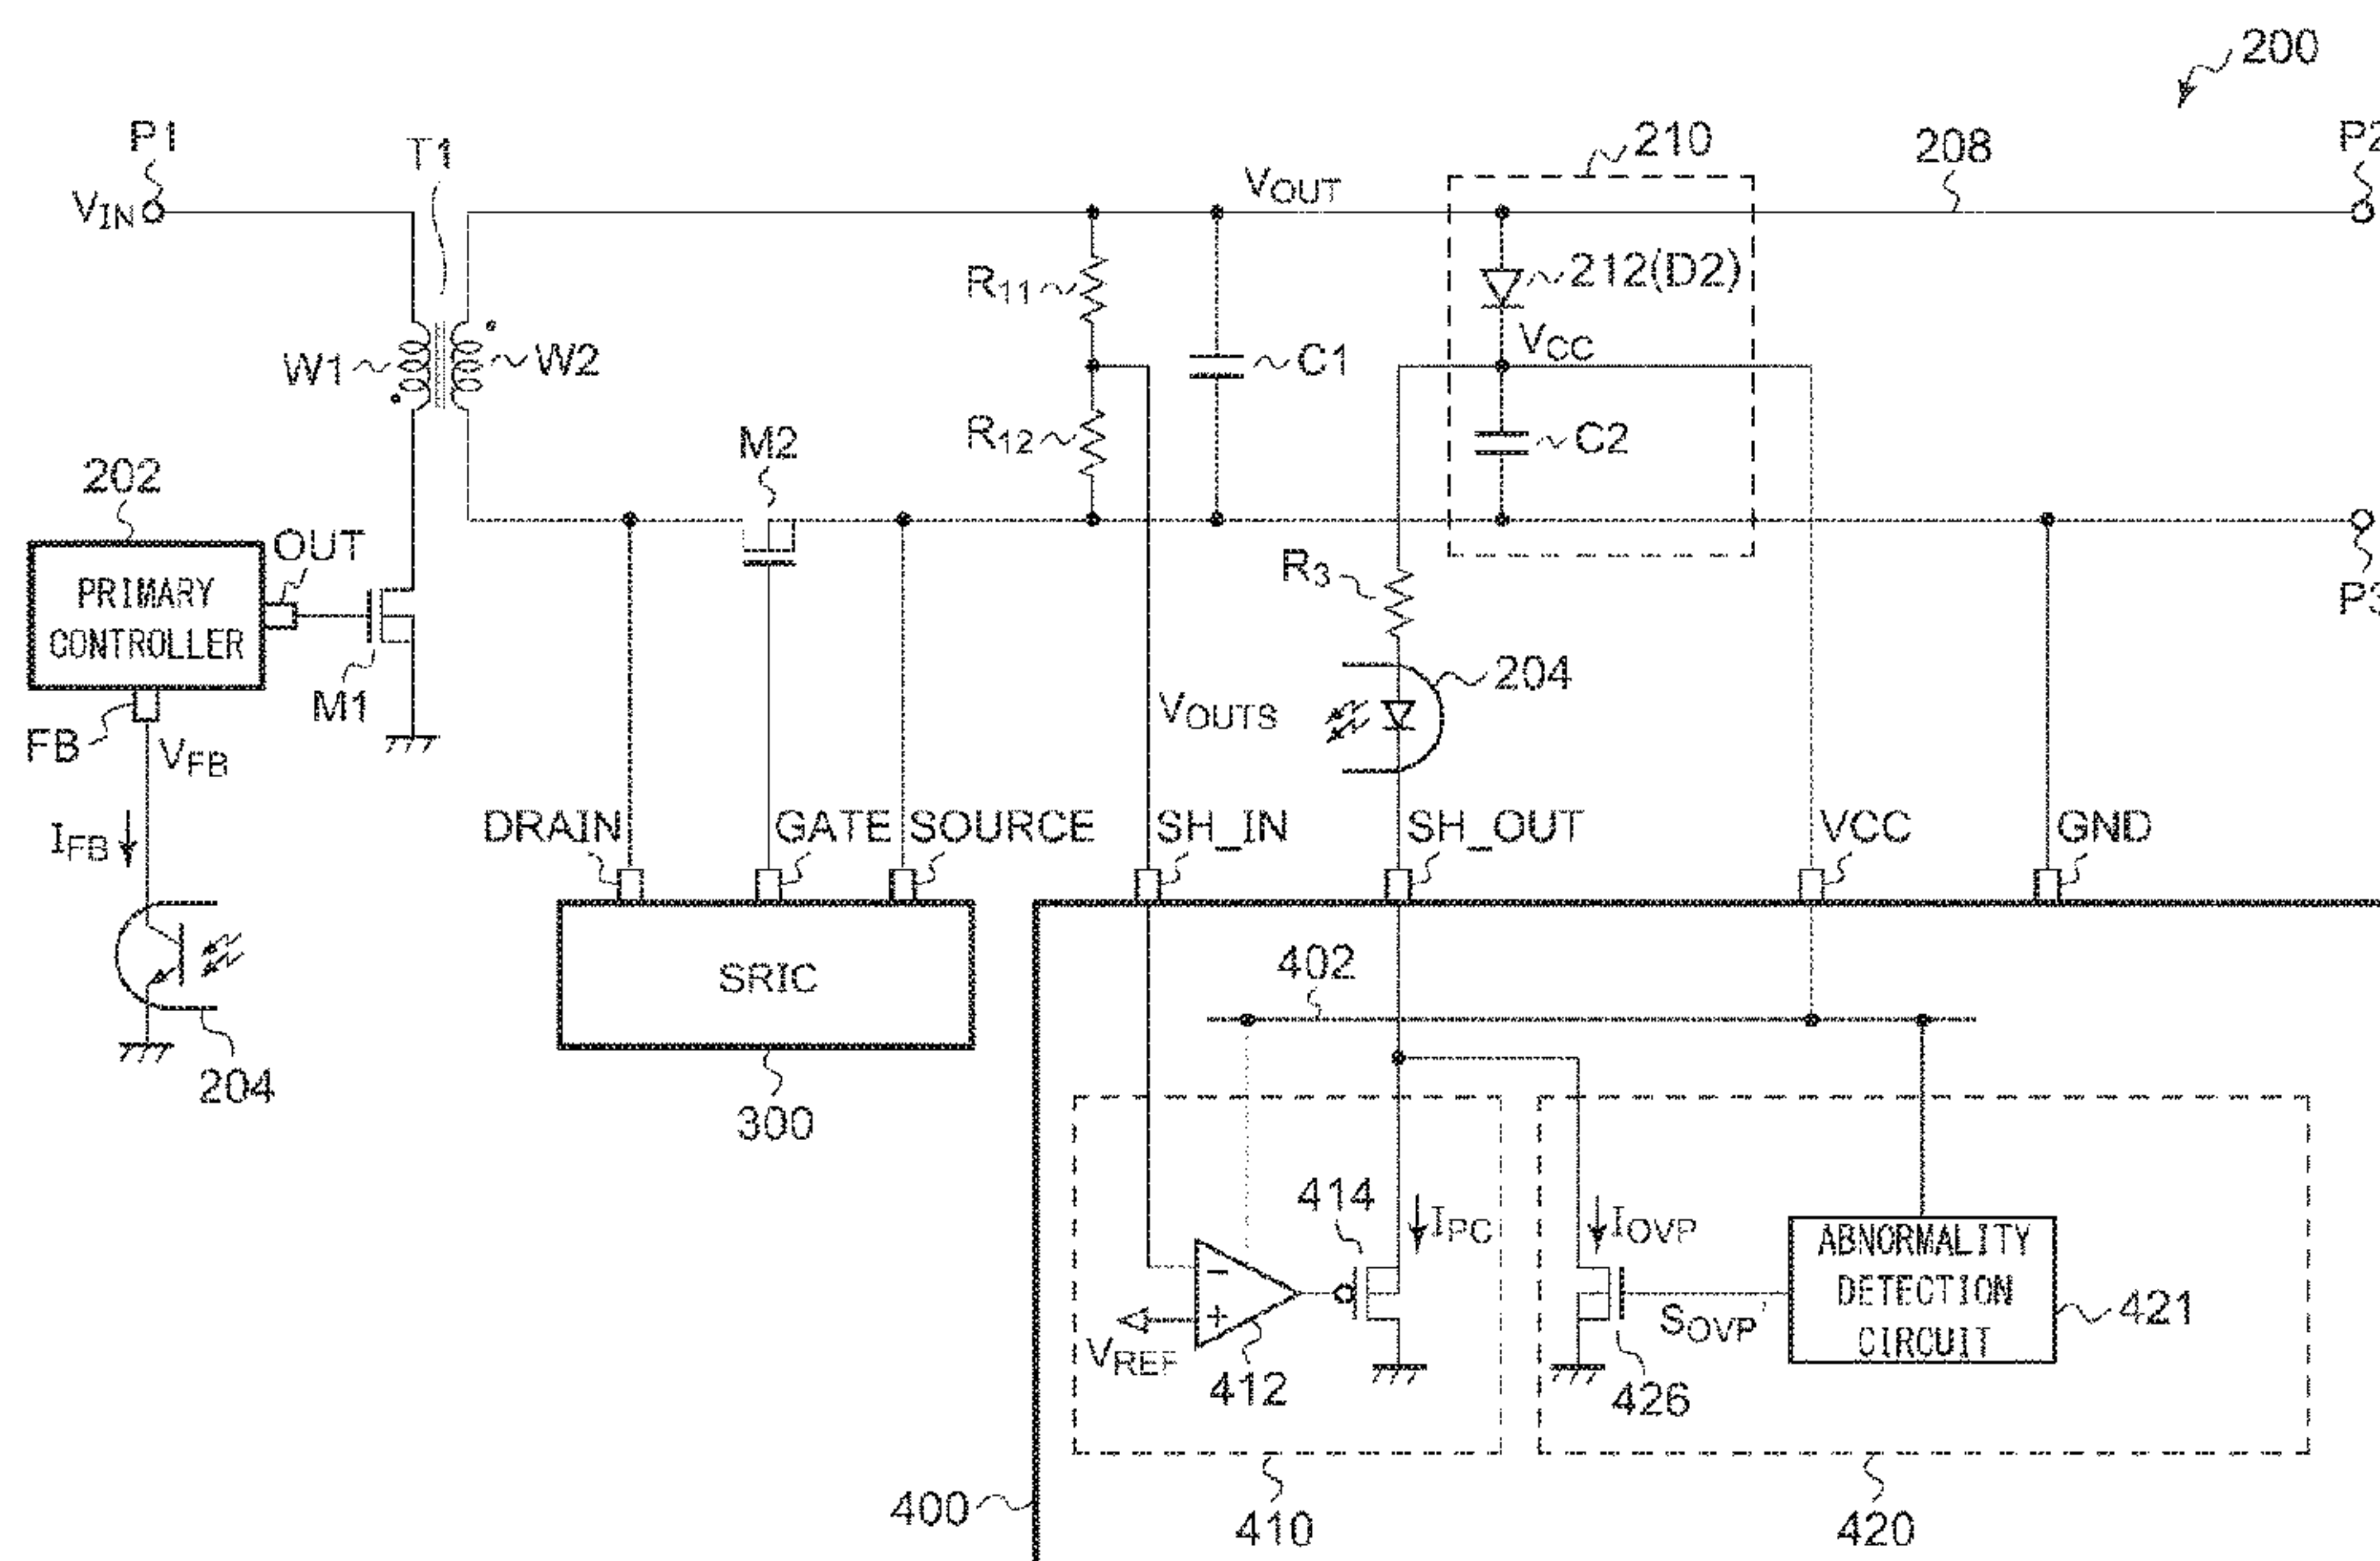 200
P1
T1
210
208
P2
VIN
VOUT
R11
212(D2)
VCC
W1
W2
C1
R12
C2
M2
202
OUT
R3
P3
PRIMARY
CONTROLLER
204
M1
VOUTS
FB
VFB
IFB
DRAIN
GATE
SOURCE
SH_IN
SH_OUT
VCC
GND
SRIC
402
204
300
414
IPC
IOVP
ABNORMALITY
DETECTION
CIRCUIT
SOVP'
421
VREF
412
426
400
410
420